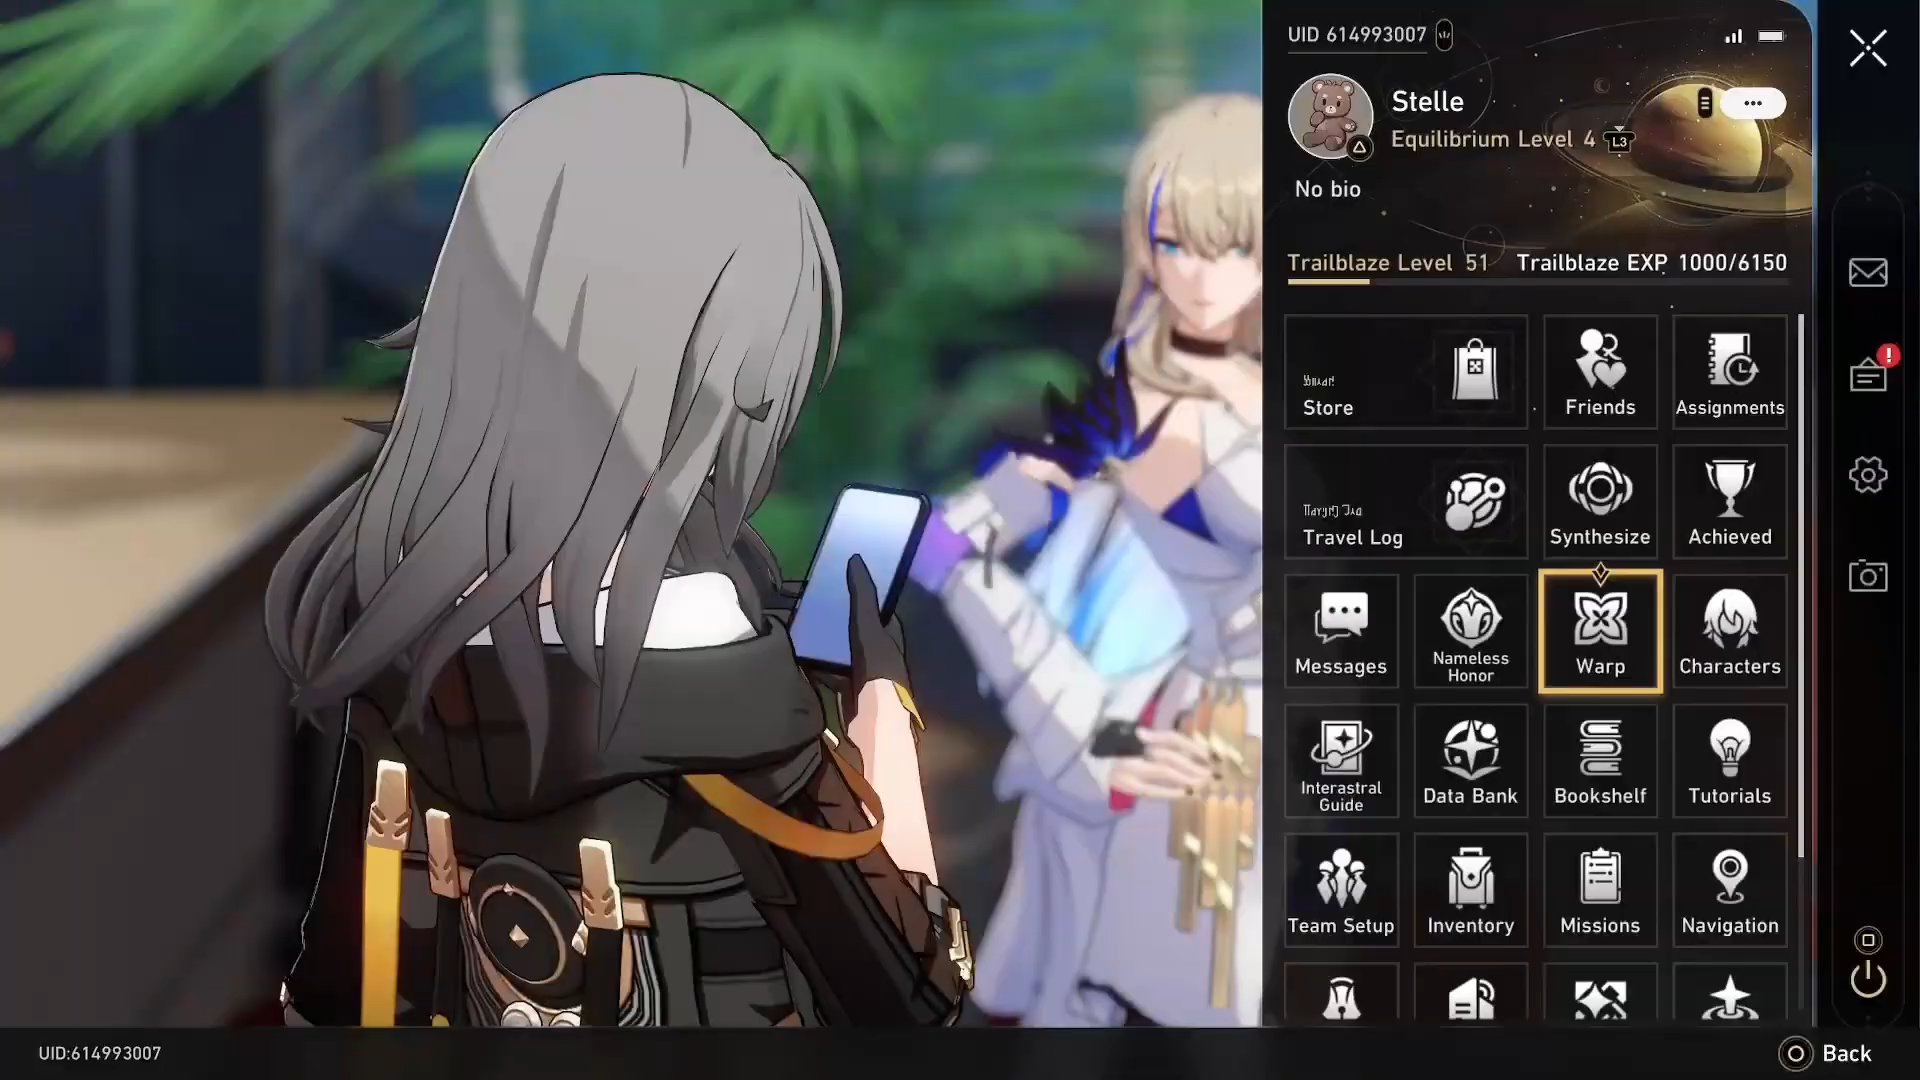 UID 614993007
Stelle
Equilibrium Level 4
L3
No bio
Trailblaze Level 51
Trailblaze EXP 1000/6150
Store
Friends
Assignments
Travel Log
Synthesize
Achieved
Messages
Nameless
Honor
Warp
Characters
Interastral
Guide
Data Bank
Bookshelf
Tutorials
Team Setup
Inventory
Missions
Navigation
UID:614993007
Back